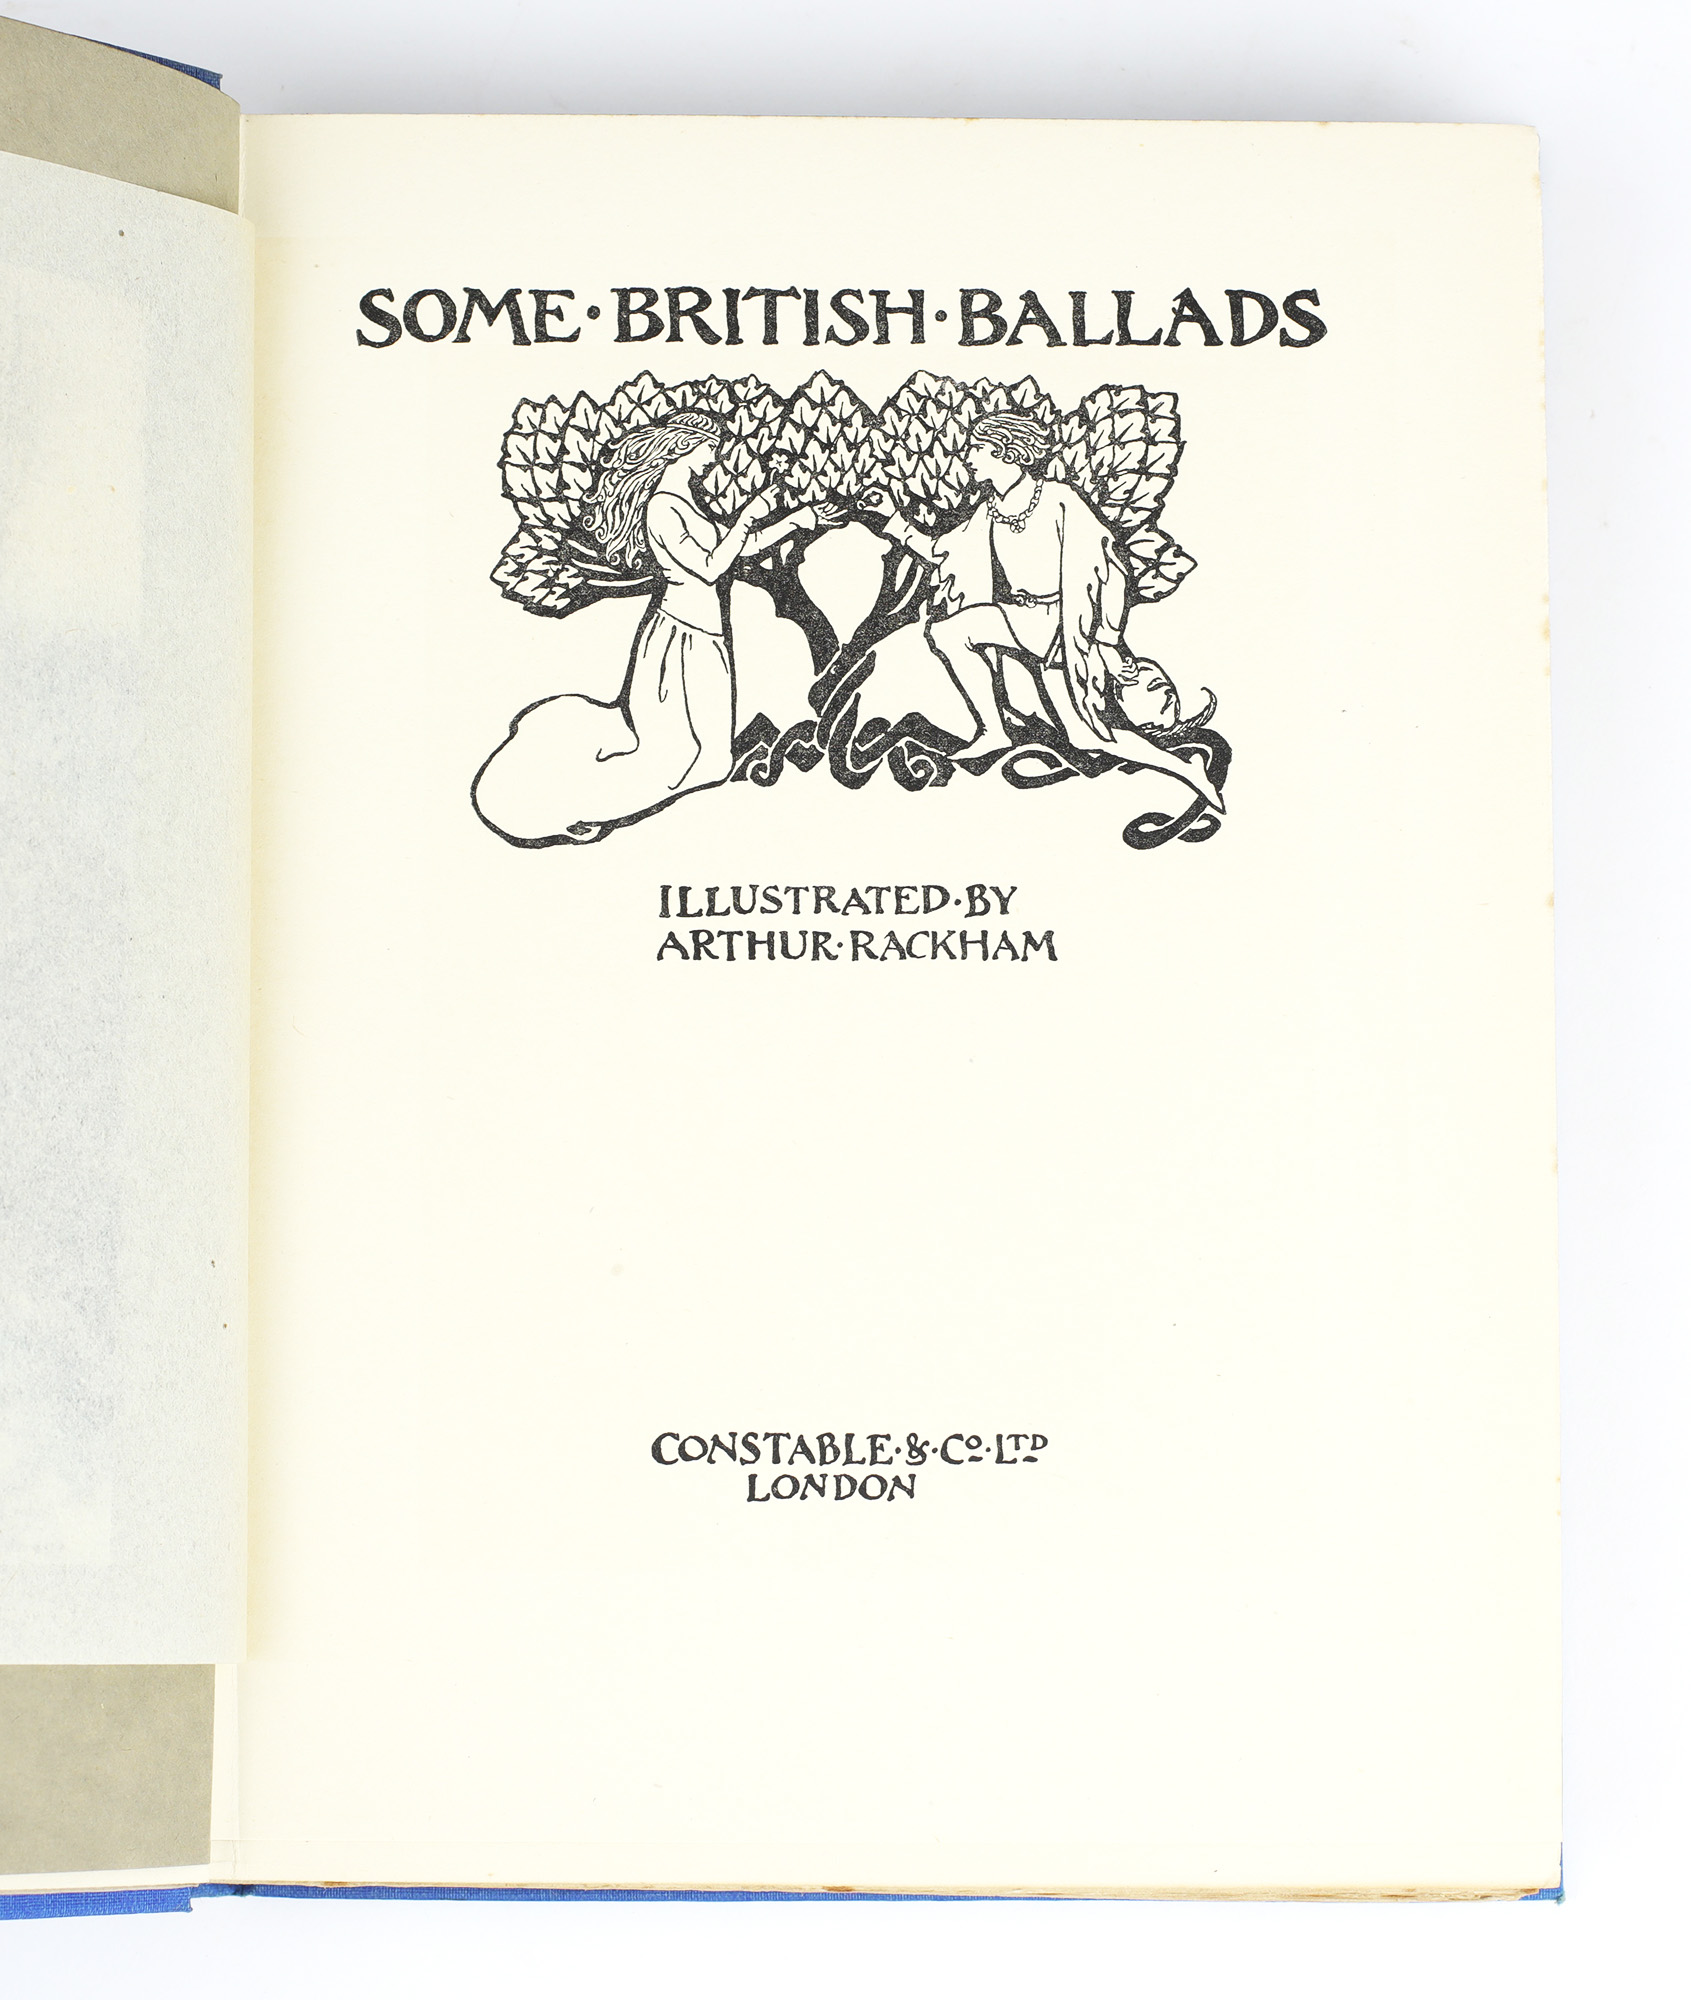 SOME·BRITISH·BALLADS
ILLUSTRATED·BY
ARTHUR·RACKHAM
CONSTABLE·&·Cº·LTD
LONDON